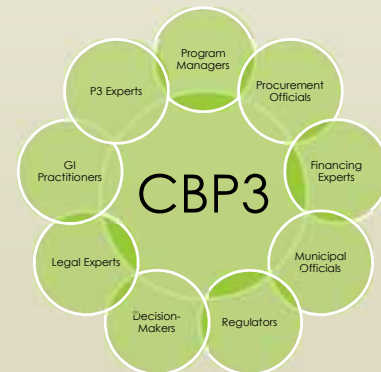 Program
Managers
Procurement
Officials
Financing
Experts
Municipal
Officials
Regulators
Decision-
Makers
Legal Experts
GI
Practitioners
P3 Experts
CBP3